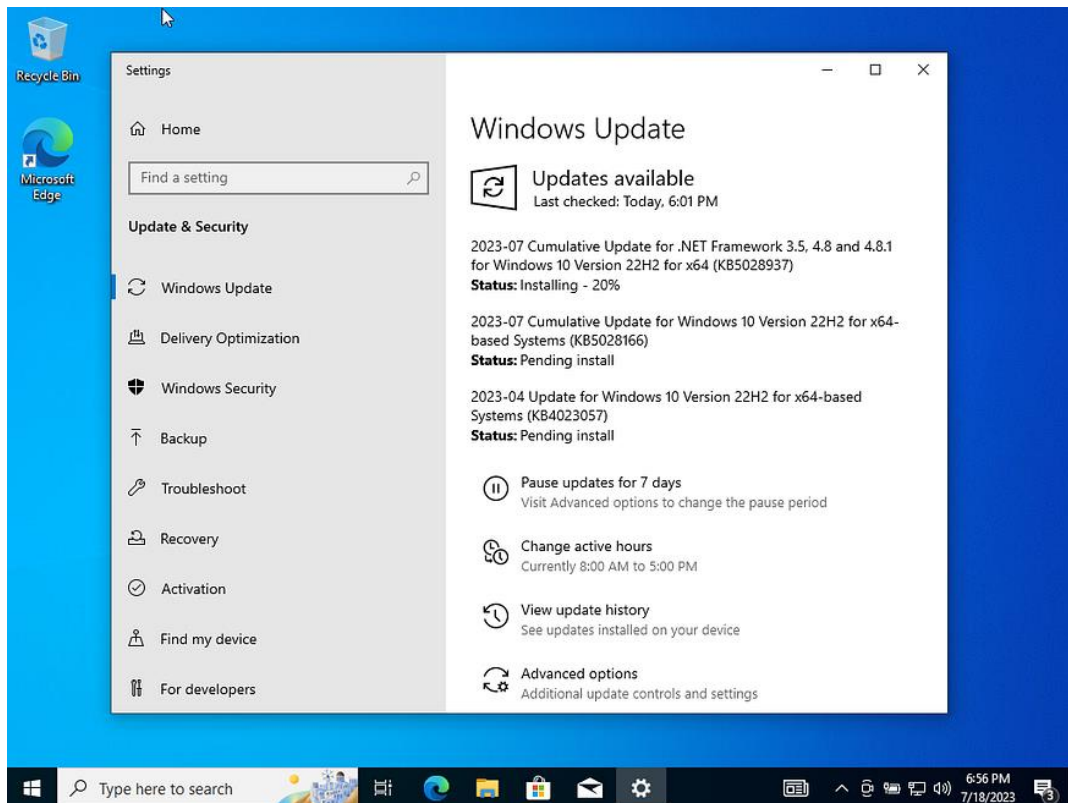 Recycle Bin
Microsoft
Edge
Settings
Home
Find a setting
Update & Security
Windows Update
Delivery Optimization
Windows Security
Backup
Troubleshoot
Recovery
Activation
Find my device
For developers
Windows Update
Updates available
Last checked: Today, 6:01 PM
2023-07 Cumulative Update for .NET Framework 3.5, 4.8 and 4.8.1
for Windows 10 Version 22H2 for x64 (KB5028937)
Status: Installing - 20%
2023-07 Cumulative Update for Windows 10 Version 22H2 for x64-
based Systems (KB5028166)
Status: Pending install
2023-04 Update for Windows 10 Version 22H2 for x64-based
Systems (KB4023057)
Status: Pending install
Pause updates for 7 days
Visit Advanced options to change the pause period
Change active hours
Currently 8:00 AM to 5:00 PM
View update history
See updates installed on your device
Advanced options
Additional update controls and settings
Type here to search
6:56 PM
7/18/2023
3